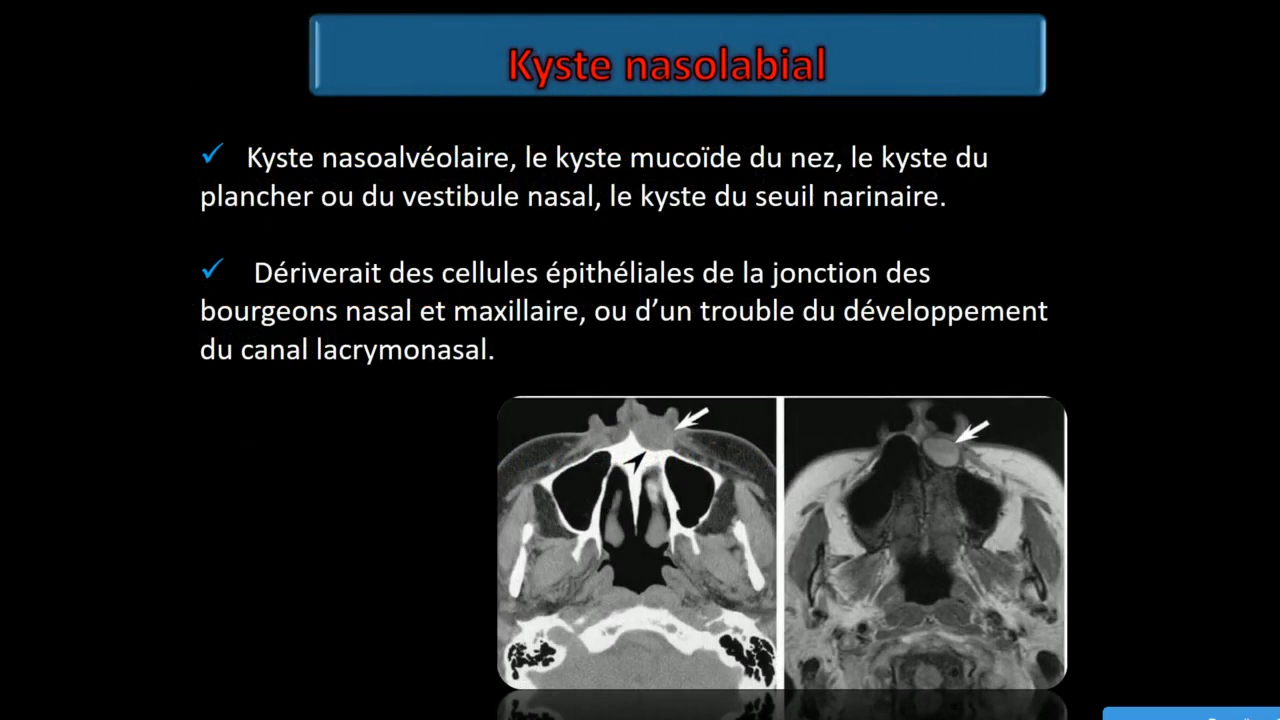 Kyste nasolabial
Kyste nasoalvéolaire, le kyste mucoïde du nez, le kyste du
plancher ou du vestibule nasal, le kyste du seuil narinaire.
Dériverait des cellules épithéliales de la jonction des
bourgeons nasal et maxillaire, ou d’un trouble du développement
du canal lacrymonasal.